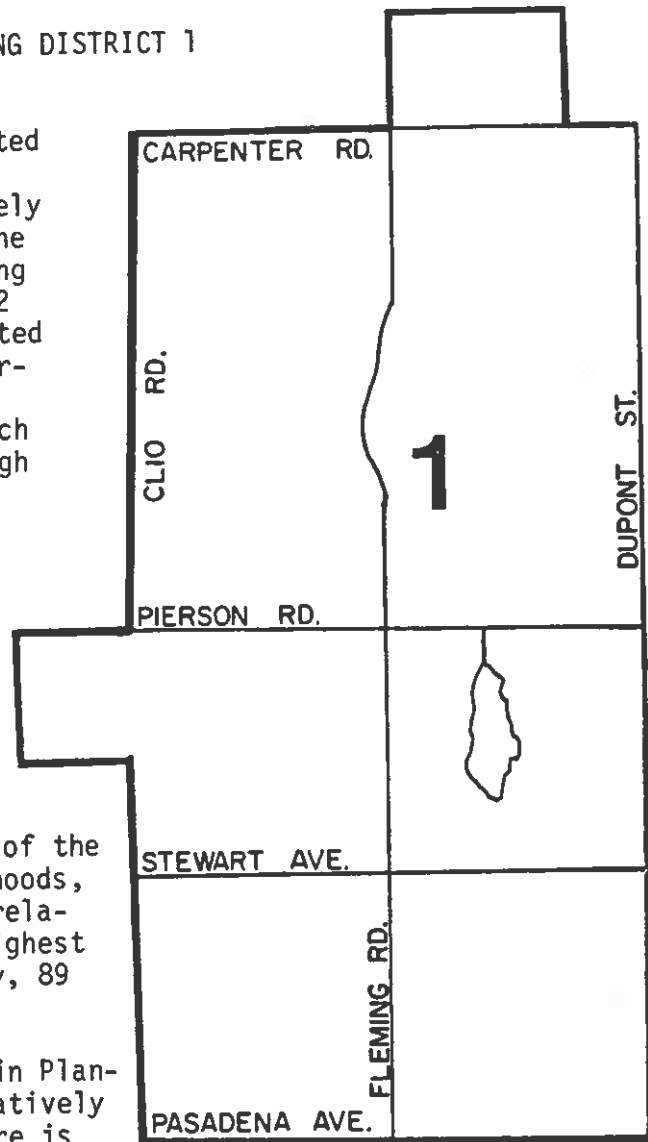 NG DISTRICT 1
ted
ely
ne
ng
2
ted
r-
ch
gh
of the
hoods,
rela-
ghest
y, 89
in Plan-
atively
re is
CARPENTER RD.
CLIO RD.
1
DUPONT ST.
PIERSON RD.
STEWART AVE.
FLEMING RD.
PASADENA AVE.